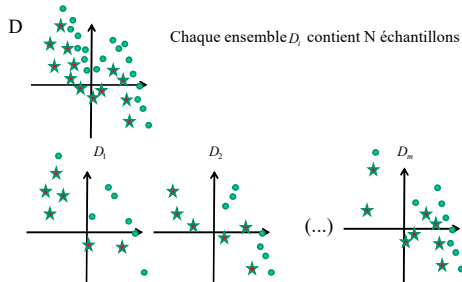 D
Chaque ensemble D_i contient N échantillons
D_1
D_2
D_m
(...)